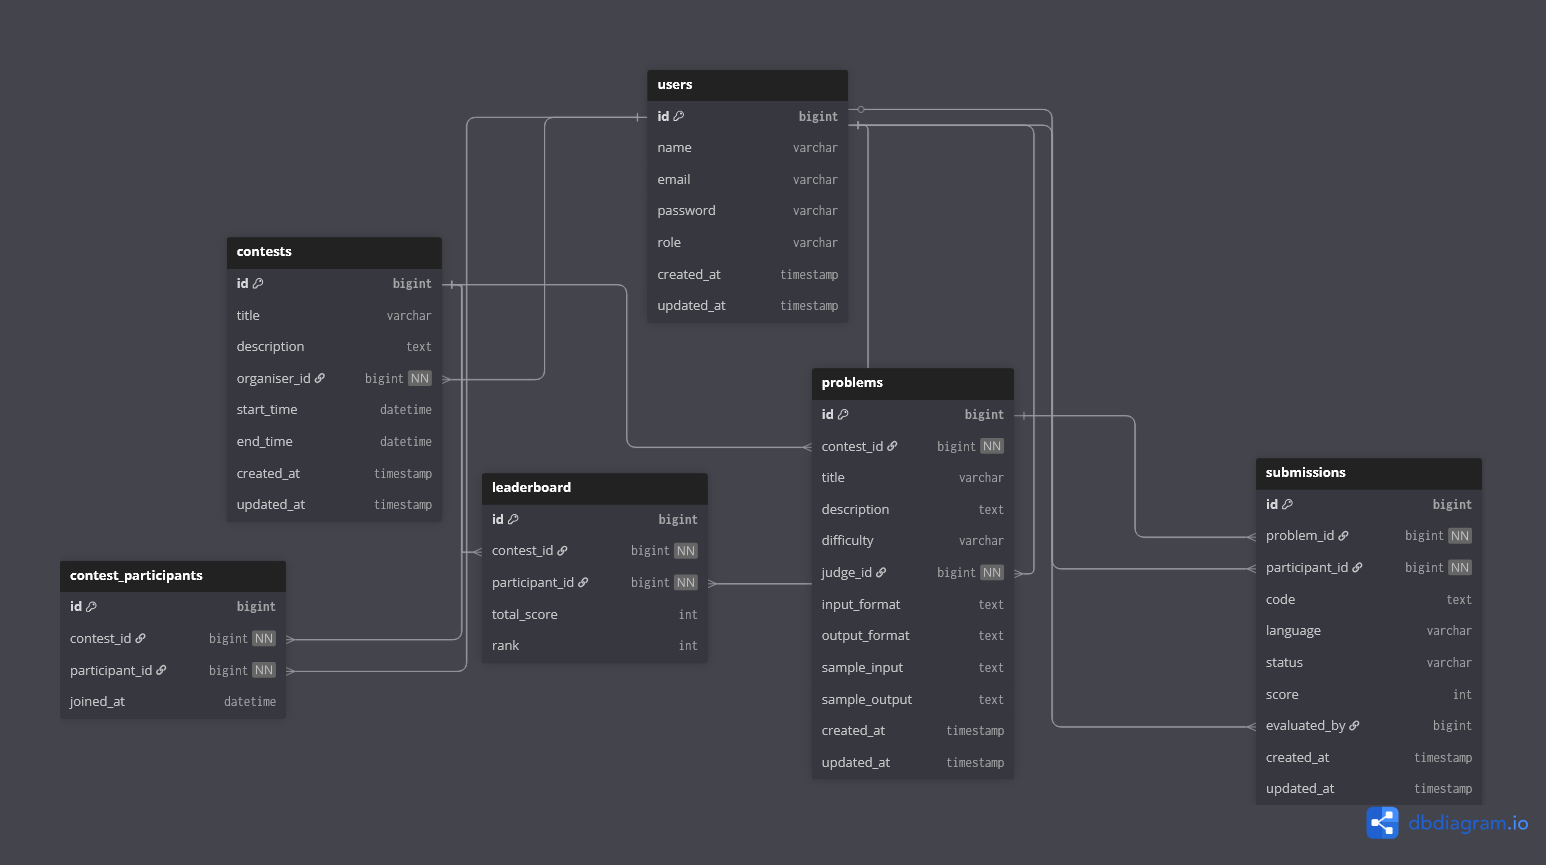 users
id bigint
name varchar
email varchar
password varchar
role varchar
created_at timestamp
updated_at timestamp
contests
id bigint
title varchar
description text
organiser_id bigint NN
start_time datetime
end_time datetime
created_at timestamp
updated_at timestamp
problems
id bigint
contest_id bigint NN
title varchar
description text
difficulty varchar
judge_id bigint NN
input_format text
output_format text
sample_input text
sample_output text
created_at timestamp
updated_at timestamp
leaderboard
id bigint
contest_id bigint NN
participant_id bigint NN
total_score int
rank int
submissions
id bigint
problem_id bigint NN
participant_id bigint NN
code text
language varchar
status varchar
score int
evaluated_by bigint
created_at timestamp
updated_at timestamp
contest_participants
id bigint
contest_id bigint NN
participant_id bigint NN
joined_at datetime
dbdiagram.io